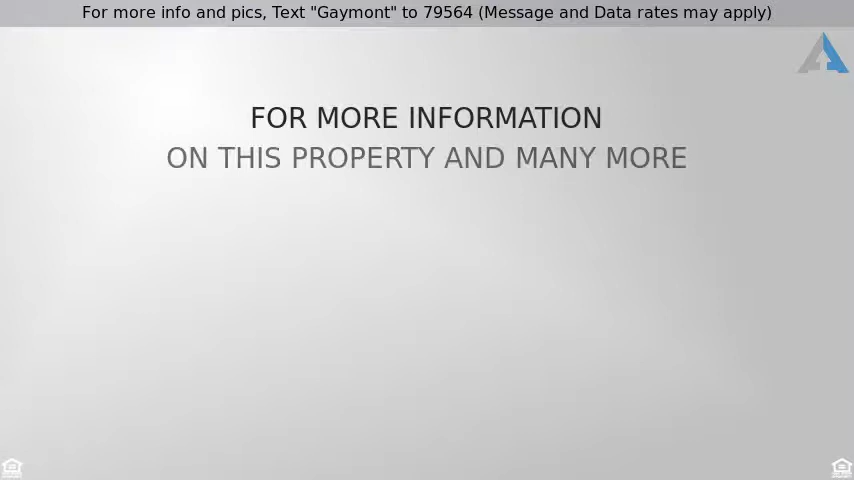 For more info and pics, Text "Gaymont" to 79564 (Message and Data rates may apply)
FOR MORE INFORMATION
ON THIS PROPERTY AND MANY MORE